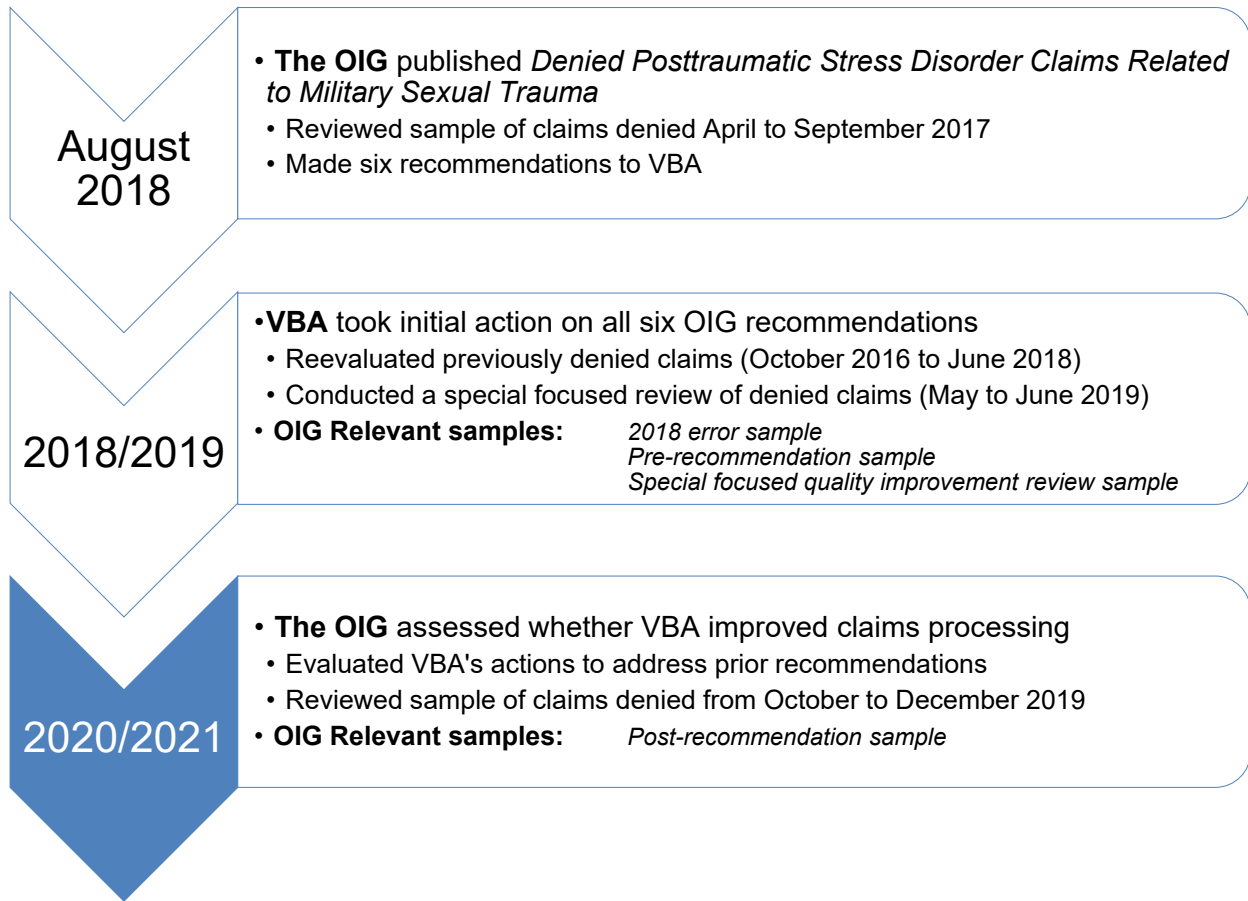 August
2018
• The OIG published Denied Posttraumatic Stress Disorder Claims Related
to Military Sexual Trauma
• Reviewed sample of claims denied April to September 2017
• Made six recommendations to VBA
2018/2019
•VBA took initial action on all six OIG recommendations
• Reevaluated previously denied claims (October 2016 to June 2018)
• Conducted a special focused review of denied claims (May to June 2019)
• OIG Relevant samples: 2018 error sample
Pre-recommendation sample
Special focused quality improvement review sample
2020/2021
• The OIG assessed whether VBA improved claims processing
• Evaluated VBA's actions to address prior recommendations
• Reviewed sample of claims denied from October to December 2019
• OIG Relevant samples: Post-recommendation sample